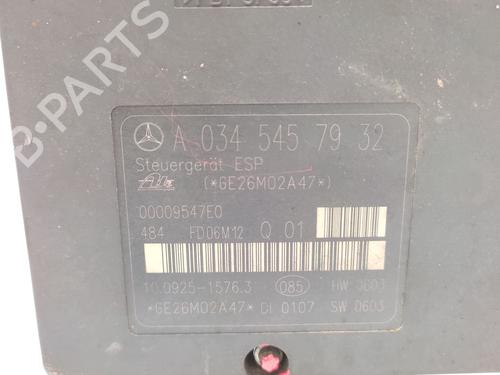 A 034 545 79 32
Steuergerät ESP
Ate (*GE26M02A47*)
00009547E0
484 FD06M12 Q 01
10.0925-1576.3 085 HW 0603
*GE26M02A47* DI 0107 SW 0603
B PARTS